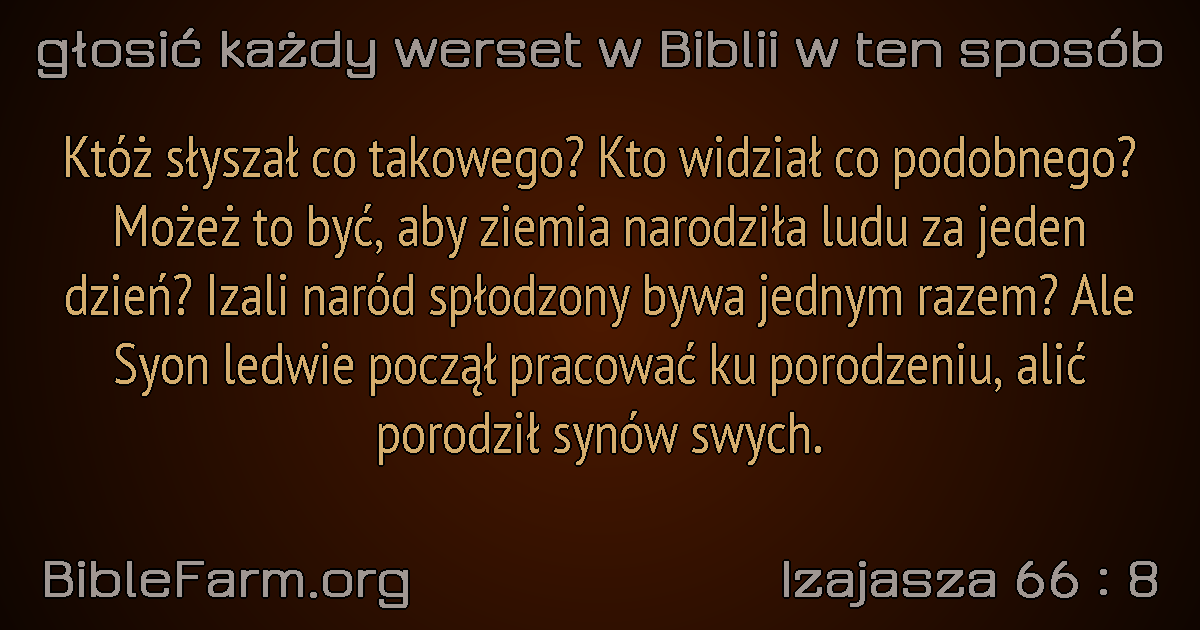 głosić każdy werset w Biblii w ten sposób
Któż słyszał co takowego? Kto widział co podobnego?
Możeż to być, aby ziemia narodziła ludu za jeden
dzień? Izali naród spłodzony bywa jednym razem? Ale
Syon ledwie począł pracować ku porodzeniu, alić
porodził synów swych.
BibleFarm.org
Izajasza 66 : 8